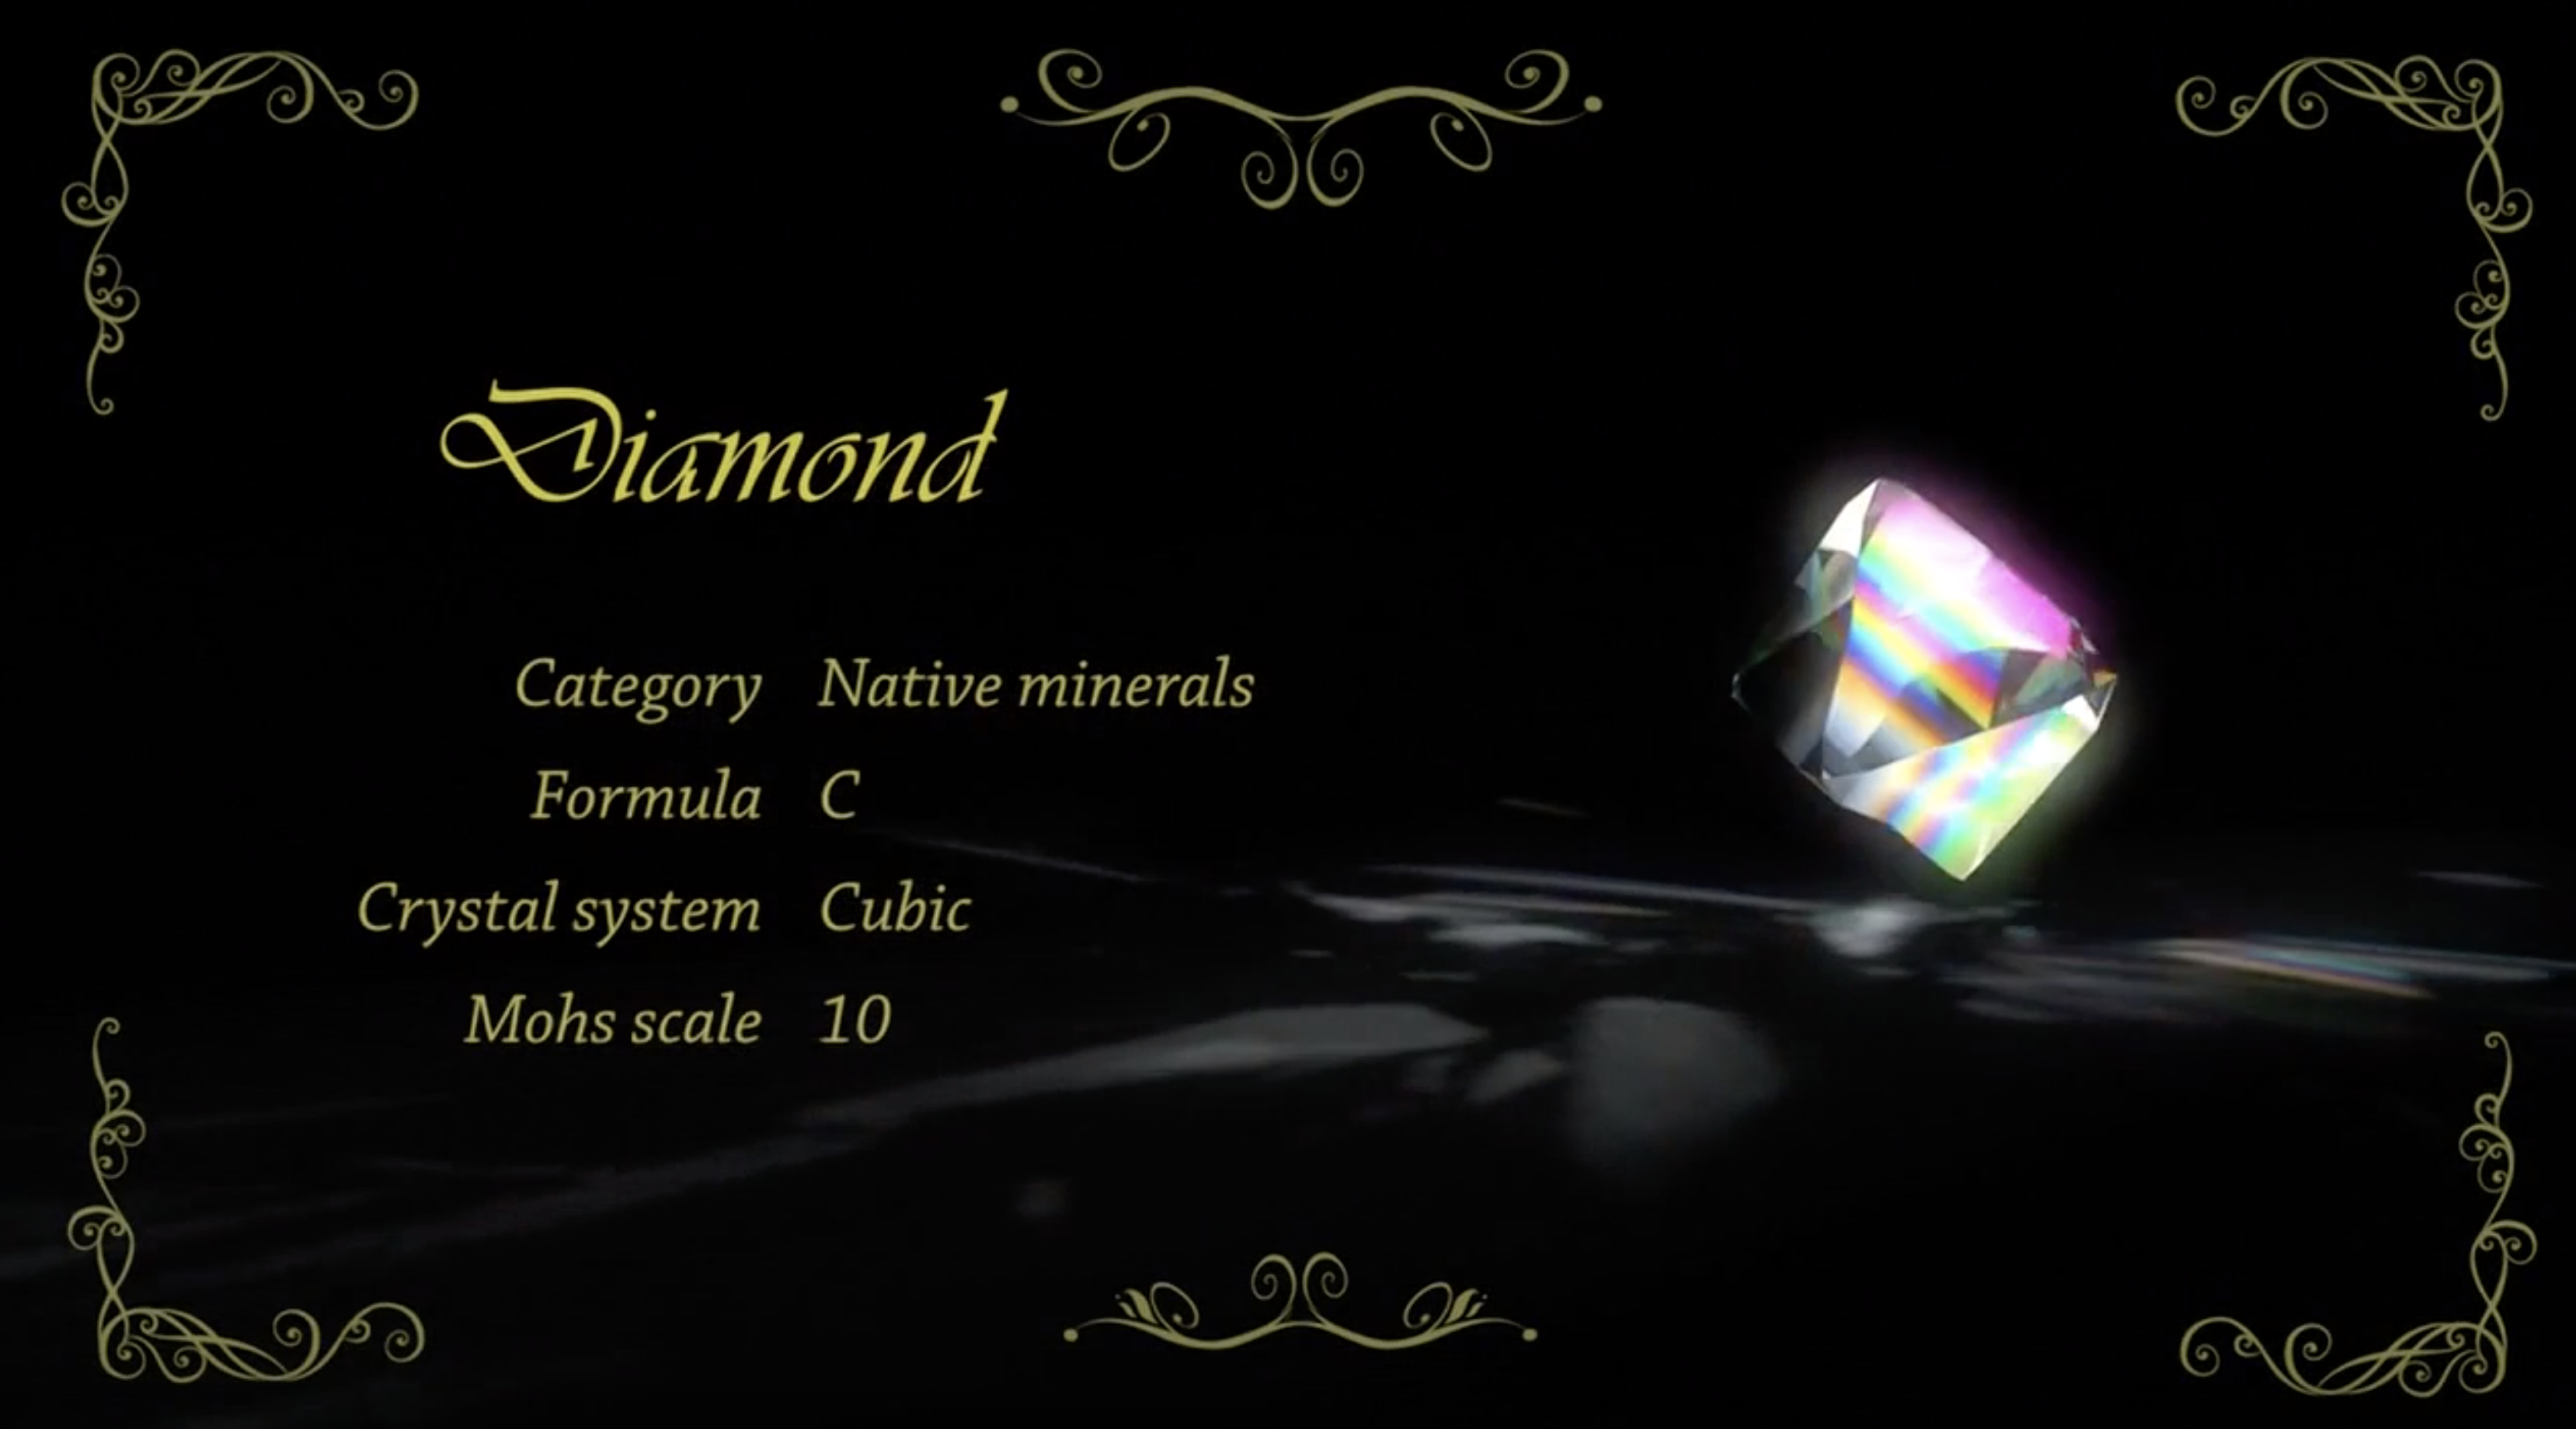 Diamond
Category Native minerals
Formula C
Crystal system Cubic
Mohs scale 10